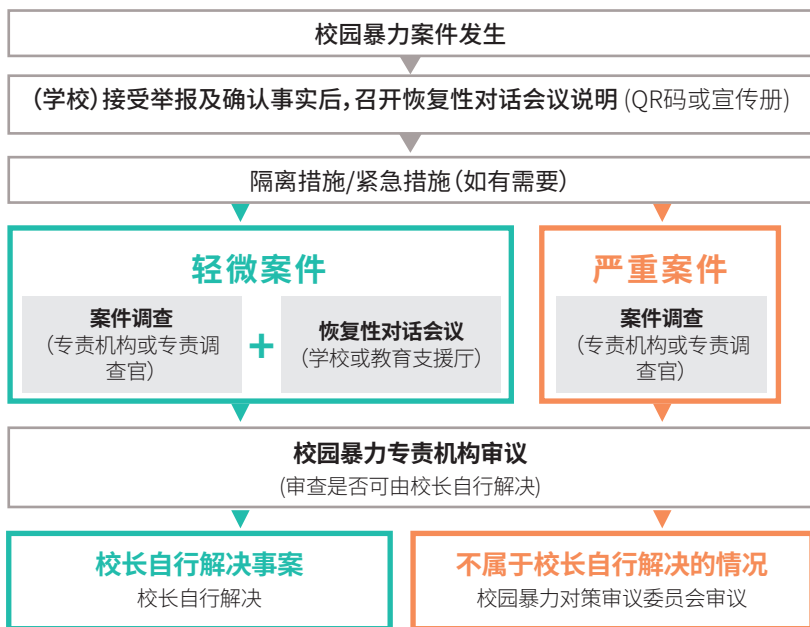 校园暴力案件发生
（学校）接受举报及确认事实后，召开恢复性对话会议说明 (QR码或宣传册)
隔离措施/紧急措施（如有需要）
轻微案件
案件调查
（专责机构或专责调
查官）
+
恢复性对话会议
（学校或教育支援厅）
严重案件
案件调查
（专责机构或专责调
查官）
校园暴力专责机构审议
(审查是否可由校长自行解决)
校长自行解决事案
校长自行解决
不属于校长自行解决的情况
校园暴力对策审议委员会审议